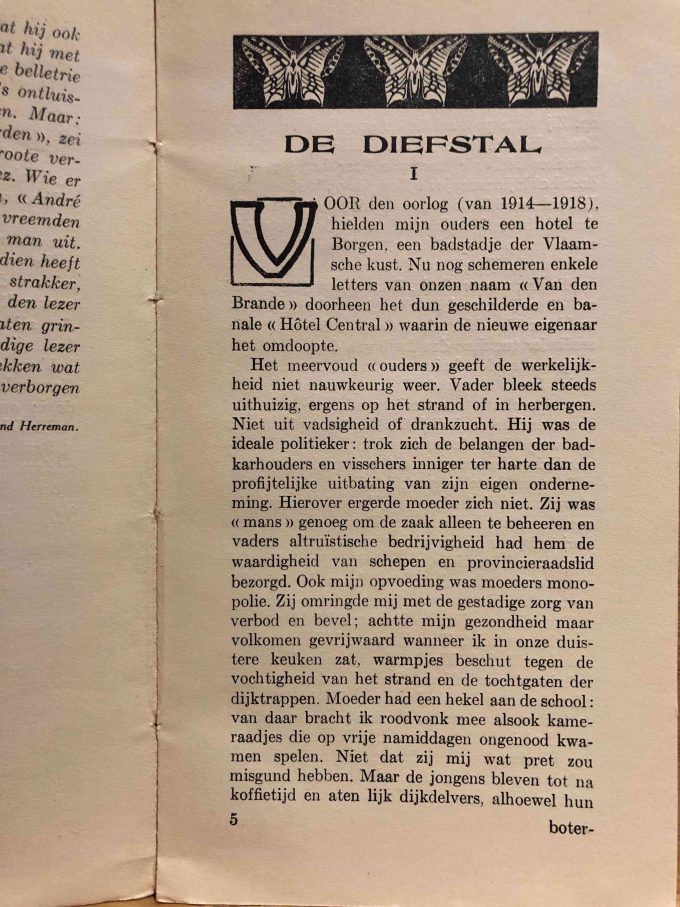 at hij ook
at hij met
e belletrie
's ontluis-
n. Maar:
rden », zei
roote ver-
ez. Wie er
, « André
vreemden
man uit.
dien heeft
strakker,
den lezer
aten grin-
dige lezer
ekken wat
verborgen
nd Herreman.
DE DIEFSTAL
I
VOOR den oorlog (van 1914—1918),
hielden mijn ouders een hotel te
Borgen, een badstadje der Vlaam-
sche kust. Nu nog schemeren enkele
letters van onzen naam « Van den
Brande » doorheen het dun geschilderde en ba-
nale « Hôtel Central » waarin de nieuwe eigenaar
het omdoopte.
Het meervoud « ouders » geeft de werkelijk-
heid niet nauwkeurig weer. Vader bleek steeds
uithuizig, ergens op het strand of in herbergen.
Niet uit vadsigheid of drankzucht. Hij was de
ideale politieker: trok zich de belangen der bad-
karhouders en visschers inniger ter harte dan de
profijtelijke uitbating van zijn eigen onderne-
ming. Hierover ergerde moeder zich niet. Zij was
« mans » genoeg om de zaak alleen te beheeren en
vaders altruïstische bedrijvigheid had hem de
waardigheid van schepen en provincieraadslid
bezorgd. Ook mijn opvoeding was moeders mono-
polie. Zij omringde mij met de gestadige zorg van
verbod en bevel; achtte mijn gezondheid maar
volkomen gevrijwaard wanneer ik in onze duis-
tere keuken zat, warmpjes beschut tegen de
vochtigheid van het strand en de tochtgaten der
dijktrappen. Moeder had een hekel aan de school:
van daar bracht ik roodvonk mee alsook kame-
raadjes die op vrije namiddagen ongenood kwa-
men spelen. Niet dat zij mij wat pret zou
misgund hebben. Maar de jongens bleven tot na
koffietijd en aten lijk dijkdelvers, alhoewel hun
5
boter-